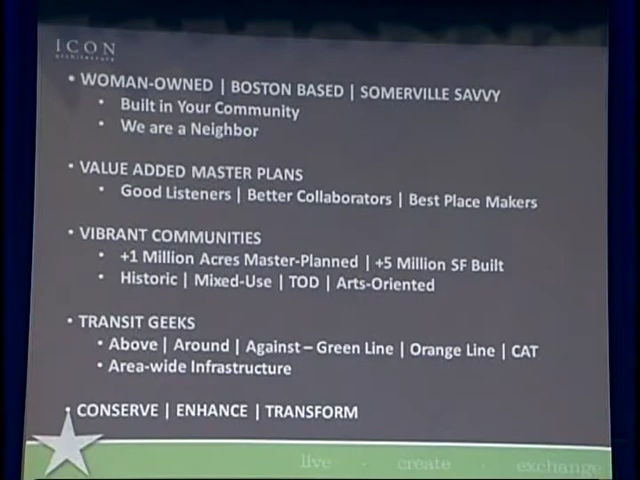 ICON
architecture
• WOMAN-OWNED | BOSTON BASED | SOMERVILLE SAVVY
• Built in Your Community
• We are a Neighbor
• VALUE ADDED MASTER PLANS
• Good Listeners | Better Collaborators | Best Place Makers
• VIBRANT COMMUNITIES
• +1 Million Acres Master-Planned | +5 Million SF Built
• Historic | Mixed-Use | TOD | Arts-Oriented
• TRANSIT GEEKS
• Above | Around | Against – Green Line | Orange Line | CAT
• Area-wide Infrastructure
• CONSERVE | ENHANCE | TRANSFORM
live · create · exchange